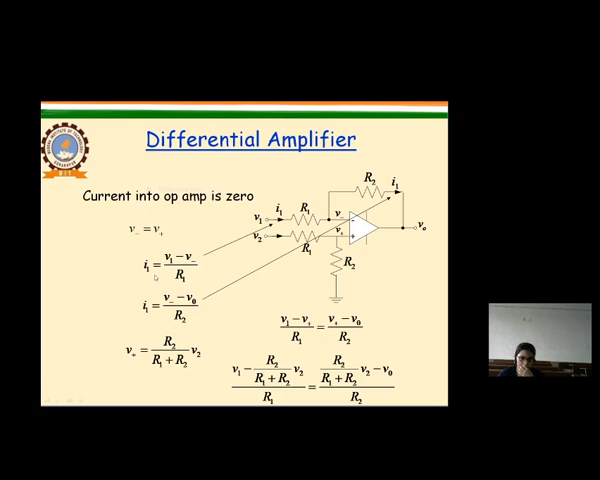 Differential Amplifier
Current into op amp is zero
v₋ = v₊
i₁ = (v₁ − v₋) / R₁
i₁ = (v₋ − v₀) / R₂
v₊ = R₂ / (R₁ + R₂) v₂
R₂
i₁
i₁
R₁
v₁
v₋
-
v₂
v₊
+
R₁
vₒ
R₂
(v₁ − v₊) / R₁ = (v₊ − v₀) / R₂
(v₁ − R₂ / (R₁ + R₂) v₂) / R₁ = (R₂ / (R₁ + R₂) v₂ − v₀) / R₂